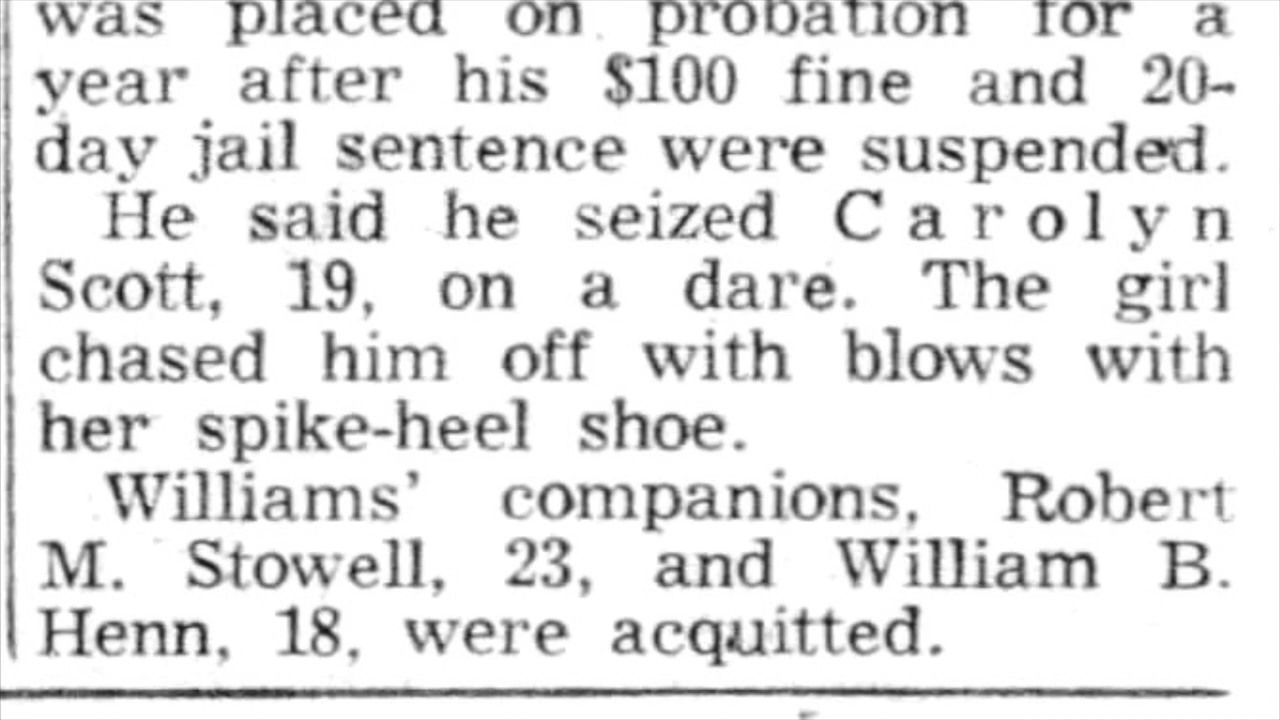 was placed on probation for a
year after his $100 fine and 20-
day jail sentence were suspended.
He said he seized Carolyn
Scott, 19, on a dare. The girl
chased him off with blows with
her spike-heel shoe.
Williams' companions, Robert
M. Stowell, 23, and William B.
Henn, 18, were acquitted.